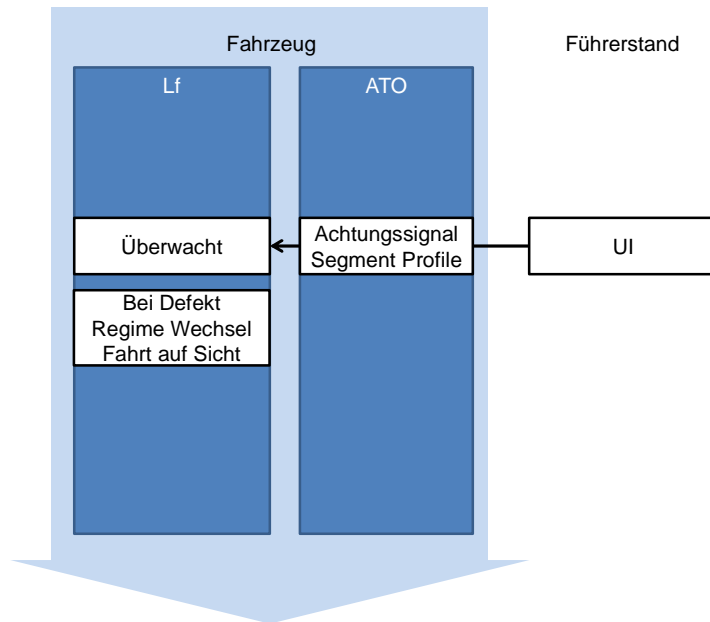 Fahrzeug
Führerstand
Lf
ATO
Überwacht
Achtungssignal
Segment Profile
UI
Bei Defekt
Regime Wechsel
Fahrt auf Sicht